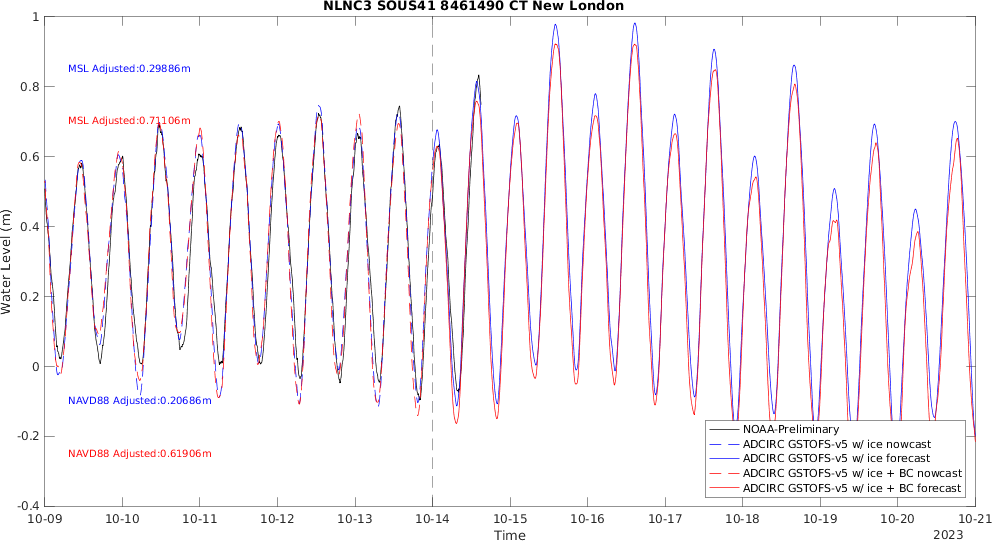 NLNC3 SOUS41 8461490 CT New London
1
0.8
0.6
0.4
0.2
0
-0.2
-0.4
Water Level (m)
MSL Adjusted:0.29886m
MSL Adjusted:0.71106m
NAVD88 Adjusted:0.20686m
NAVD88 Adjusted:0.61906m
NOAA-Preliminary
ADCIRC GSTOFS-v5 w/ ice nowcast
ADCIRC GSTOFS-v5 w/ ice forecast
ADCIRC GSTOFS-v5 w/ ice + BC nowcast
ADCIRC GSTOFS-v5 w/ ice + BC forecast
10-09 10-10 10-11 10-12 10-13 10-14 10-15 10-16 10-17 10-18 10-19 10-20 10-21
Time
2023